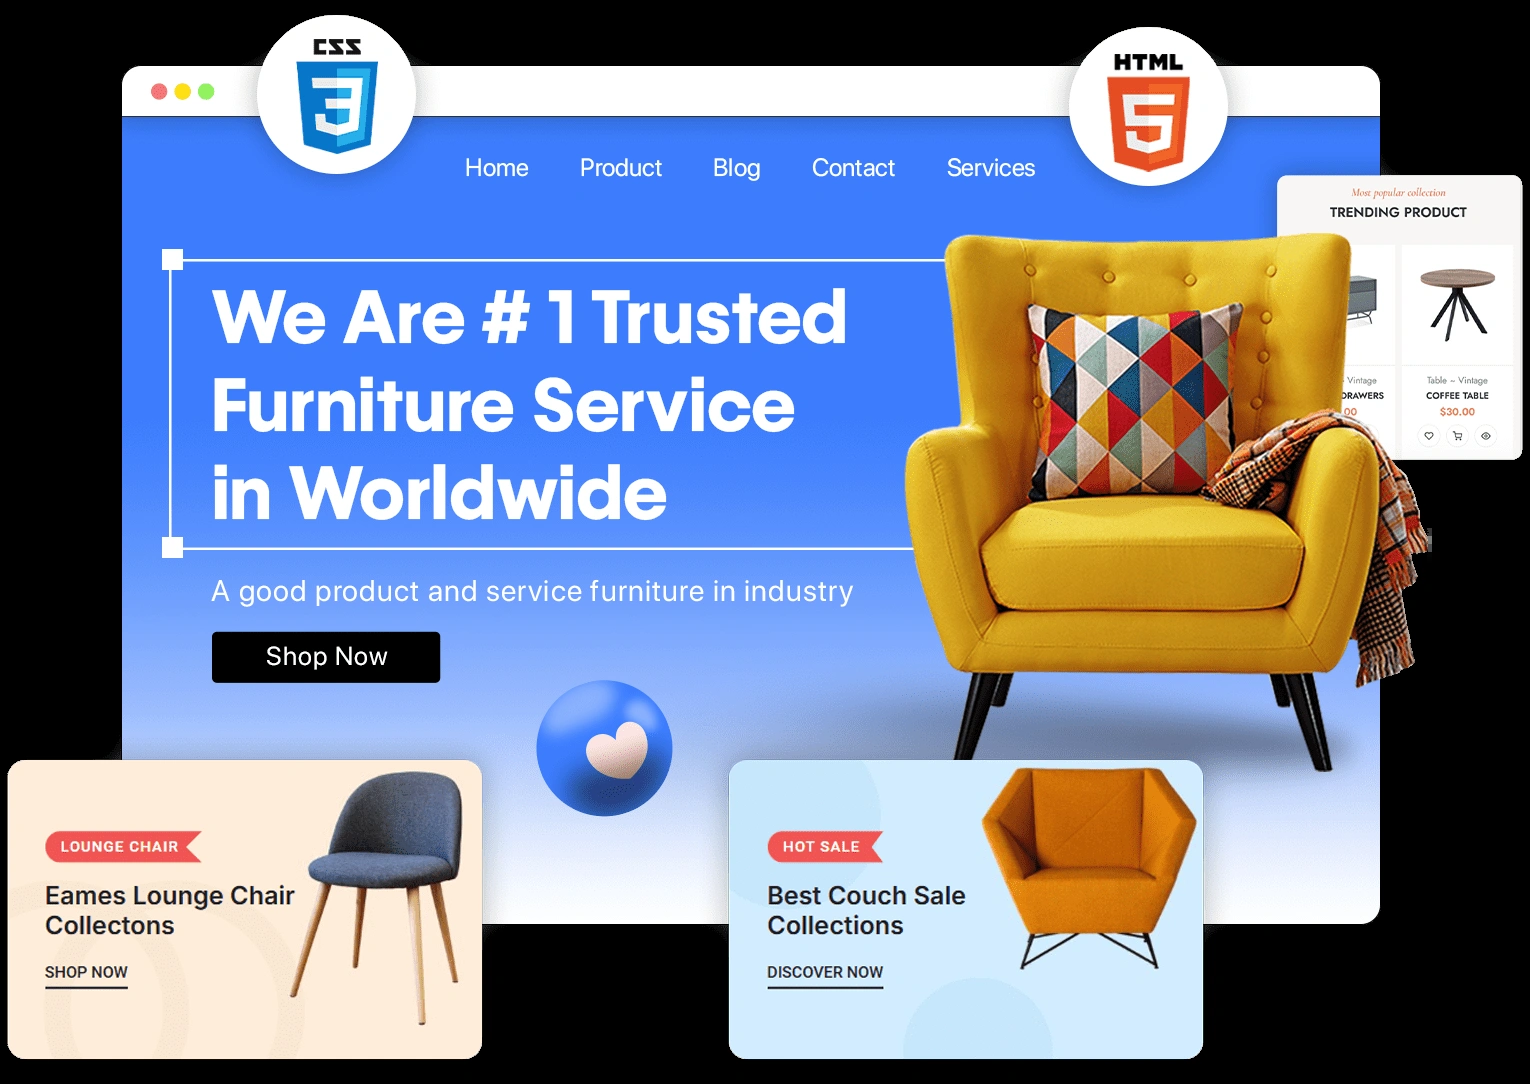 CSS
3
HTML
5
Home Product Blog Contact Services
Most popular collection
TRENDING PRODUCT
We Are # 1 Trusted
Furniture Service
in Worldwide
Vintage
DRAWERS
00
Table – Vintage
COFFEE TABLE
$30.00
A good product and service furniture in industry
Shop Now
LOUNGE CHAIR
Eames Lounge Chair
Collectons
SHOP NOW
HOT SALE
Best Couch Sale
Collections
DISCOVER NOW